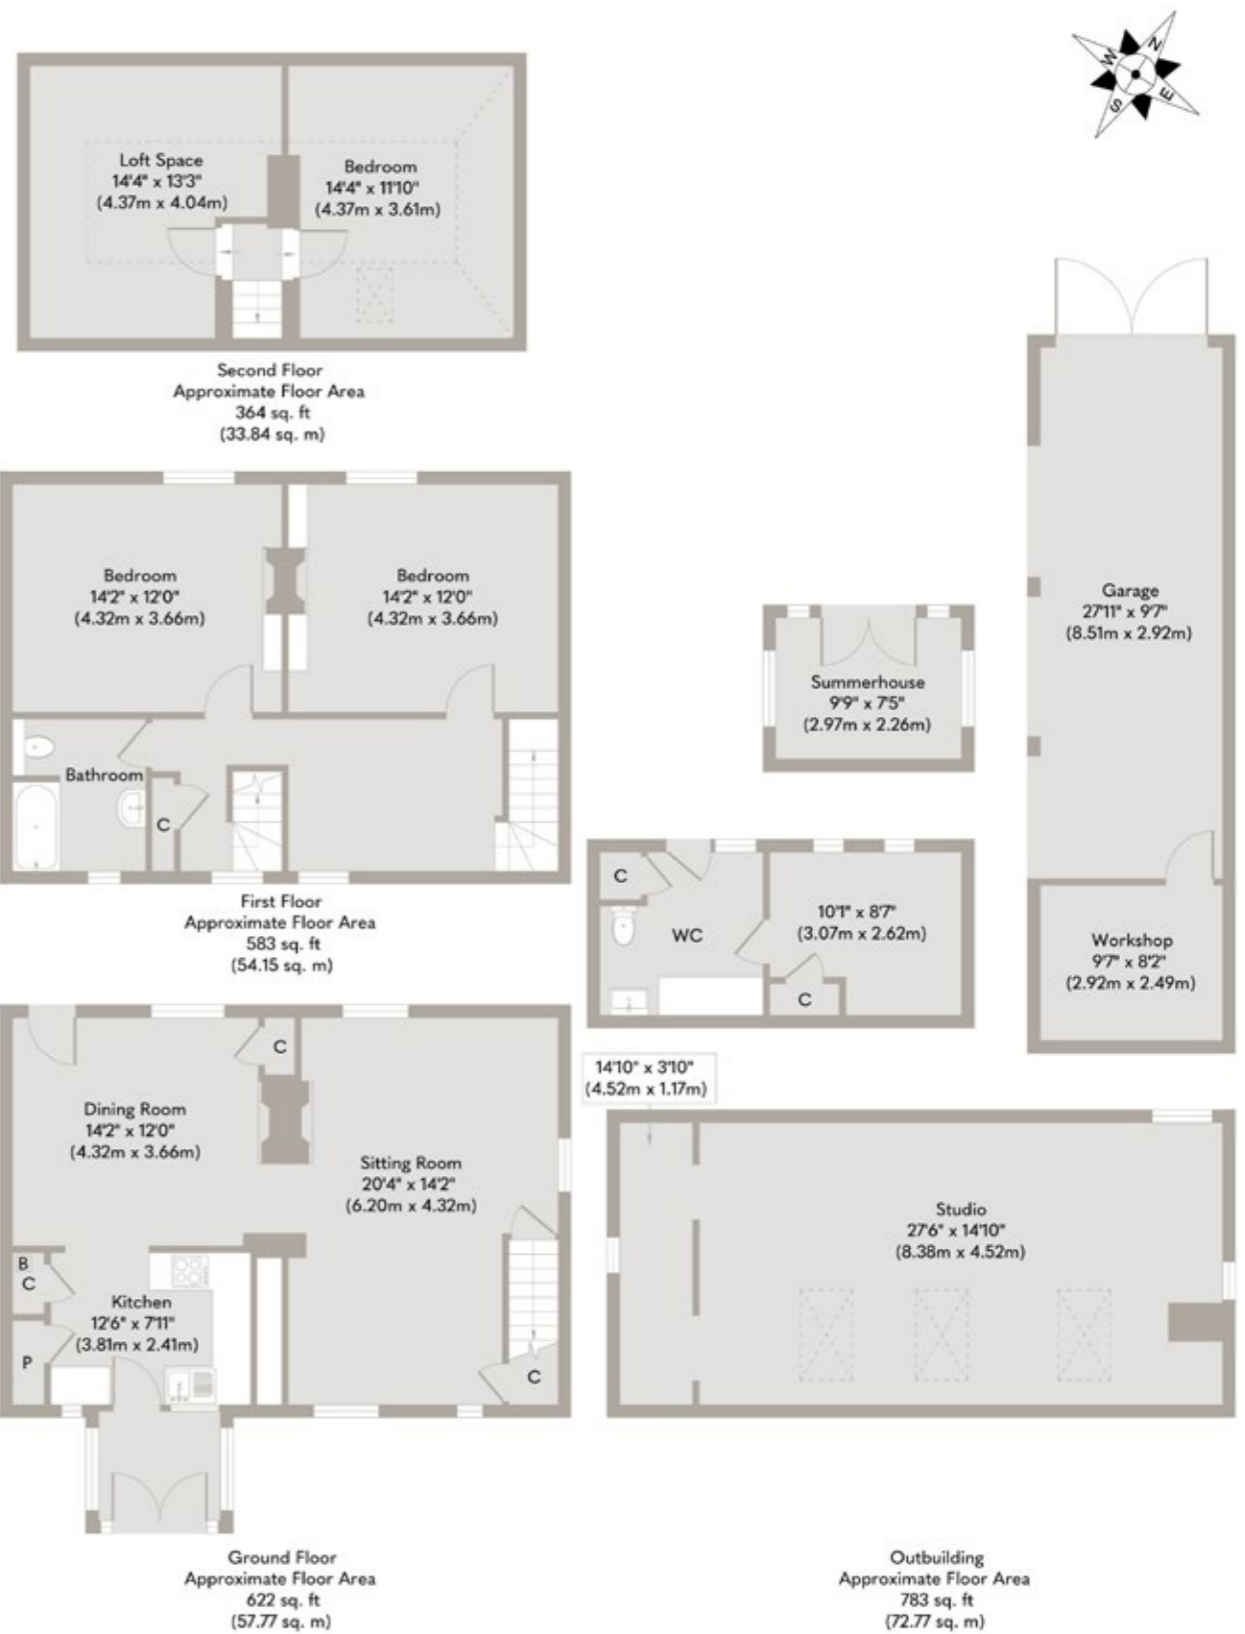 N
W
E
S
Loft Space
14'4" x 13'3"
(4.37m x 4.04m)
Bedroom
14'4" x 11'10"
(4.37m x 3.61m)
Second Floor
Approximate Floor Area
364 sq. ft
(33.84 sq. m)
Bedroom
14'2" x 12'0"
(4.32m x 3.66m)
Bedroom
14'2" x 12'0"
(4.32m x 3.66m)
Bathroom
C
First Floor
Approximate Floor Area
583 sq. ft
(54.15 sq. m)
Garage
27'11" x 9'7"
(8.51m x 2.92m)
Summerhouse
9'9" x 7'5"
(2.97m x 2.26m)
C
WC
10'1" x 8'7"
(3.07m x 2.62m)
C
Workshop
9'7" x 8'2"
(2.92m x 2.49m)
C
Dining Room
14'2" x 12'0"
(4.32m x 3.66m)
Sitting Room
20'4" x 14'2"
(6.20m x 4.32m)
B
C
Kitchen
12'6" x 7'11"
(3.81m x 2.41m)
P
C
14'10" x 3'10"
(4.52m x 1.17m)
Studio
27'6" x 14'10"
(8.38m x 4.52m)
Ground Floor
Approximate Floor Area
622 sq. ft
(57.77 sq. m)
Outbuilding
Approximate Floor Area
783 sq. ft
(72.77 sq. m)